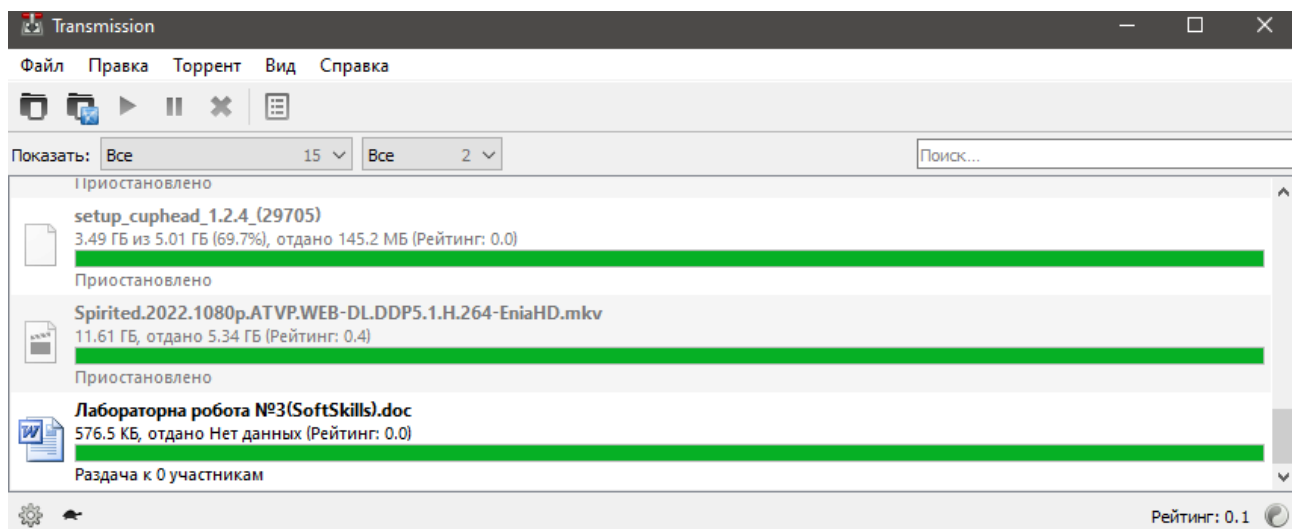 Transmission
Файл Правка Торрент Вид Справка
Показать: Все 15 Все 2 Поиск...
Приостановлено
setup_cuphead_1.2.4_(29705)
3.49 ГБ из 5.01 ГБ (69.7%), отдано 145.2 МБ (Рейтинг: 0.0)
Приостановлено
Spirited.2022.1080p.ATVP.WEB-DL.DDP5.1.H.264-EniaHD.mkv
11.61 ГБ, отдано 5.34 ГБ (Рейтинг: 0.4)
Приостановлено
Лабораторна робота №3(SoftSkills).doc
576.5 КБ, отдано Нет данных (Рейтинг: 0.0)
Раздача к 0 участникам
Рейтинг: 0.1